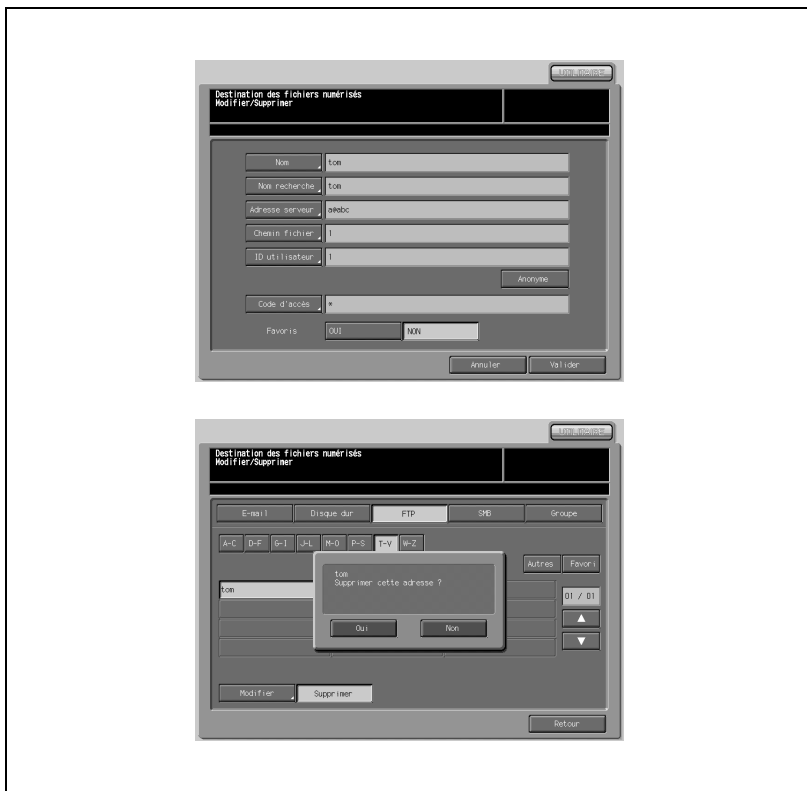 Destination des fichiers numérisés
Modifier/Supprimer
Nom
tom
Nom recherche
tom
Adresse serveur
a@abc
Chemin fichier
1
ID utilisateur
1
Anonyme
Code d'accès
*
Favoris
OUI
NON
Annuler
Valider
Destination des fichiers numérisés
Modifier/Supprimer
E-mail
Disque dur
FTP
SMB
Groupe
A-C
D-F
G-I
J-L
M-O
P-S
T-V
W-Z
Autres
Favori
tom
tom
Supprimer cette adresse ?
Oui
Non
01 / 01
Modifier
Supprimer
Retour